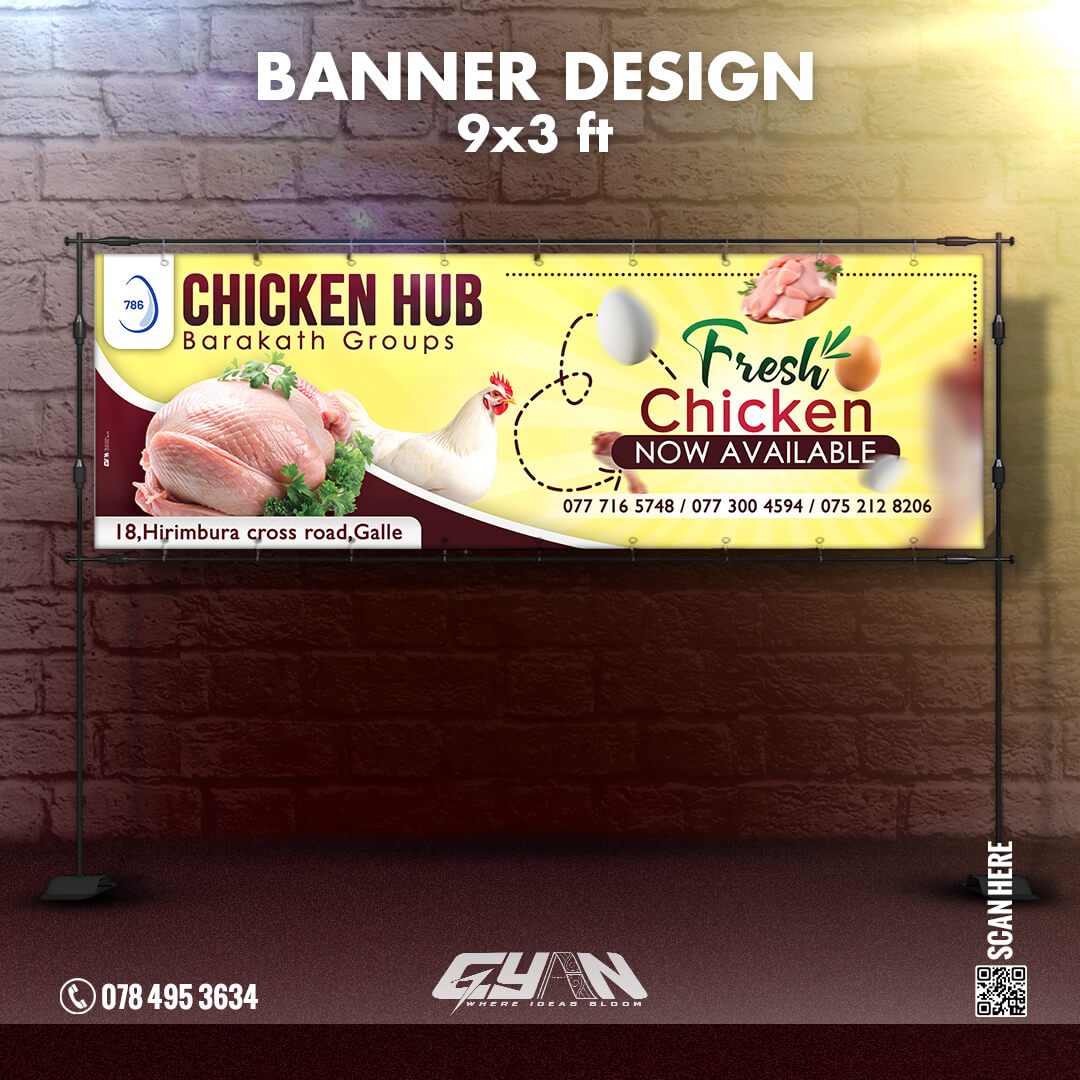 BANNER DESIGN
9x3 ft
786
CHICKEN HUB
Barakath Groups
Fresh
Chicken
NOW AVAILABLE
077 716 5748 / 077 300 4594 / 075 212 8206
18,Hirimbura cross road,Galle
SCAN HERE
078 495 3634
GYAN
WHERE IDEAS BLOOM